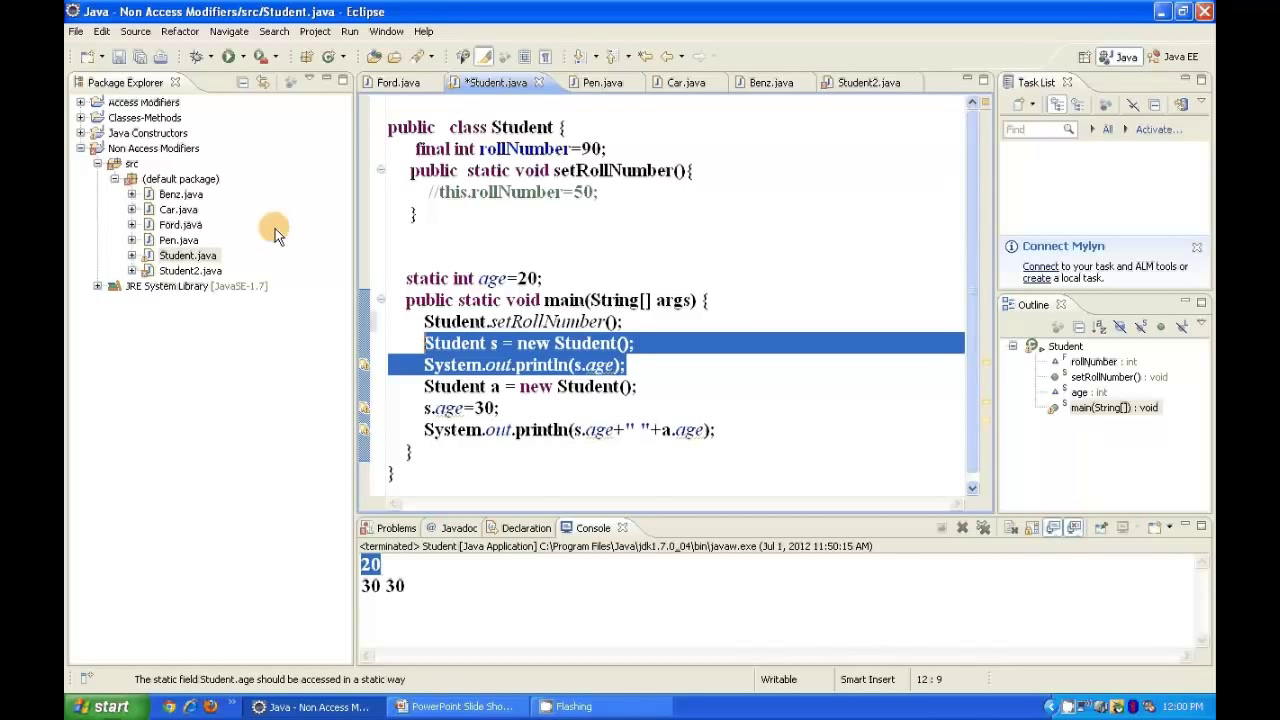 Java - Non Access Modifiers/src/Student.java - Eclipse
File Edit Source Refactor Navigate Search Project Run Window Help
Java Java EE
Package Explorer
Ford.java *Student.java Pen.java Car.java Benz.java Student2.java
Task List
Access Modifiers
Classes-Methods
Java Constructors
Non Access Modifiers
src
(default package)
Benz.java
Car.java
Ford.java
Pen.java
Student.java
Student2.java
JRE System Library [JavaSE-1.7]
public class Student {
final int rollNumber=90;
public static void setRollNumber(){
//this.rollNumber=50;
}
static int age=20;
public static void main(String[] args) {
Student.setRollNumber();
Student s = new Student();
System.out.println(s.age);
Student a = new Student();
s.age=30;
System.out.println(s.age+" "+a.age);
}
}
Find All Activate...
Connect Mylyn
Connect to your task and ALM tools or
create a local task.
Outline
Student
rollNumber : int
setRollNumber() : void
age : int
main(String[]) : void
Problems Javadoc Declaration Console
<terminated> Student [Java Application] C:\Program Files\Java\jdk1.7.0_04\bin\javaw.exe (Jul 1, 2012 11:50:15 AM)
20
30 30
The static field Student.age should be accessed in a static way
Writable Smart Insert 12 : 9
start Java - Non Access M... PowerPoint Slide Sho... Flashing 12:00 PM